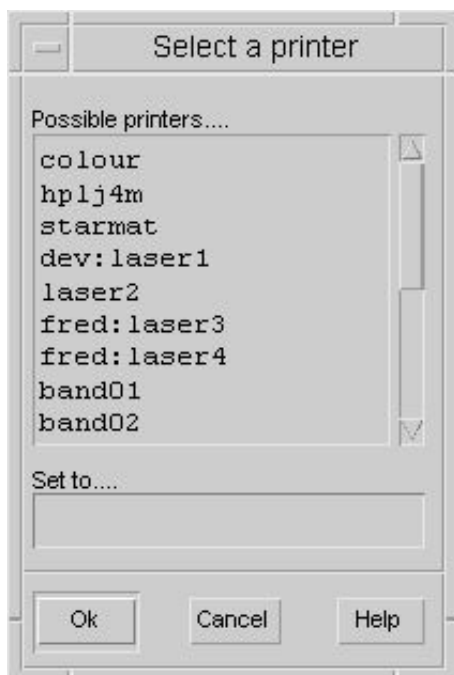 Select a printer
Possible printers....
colour
hplj4m
starmat
dev:laser1
laser2
fred:laser3
fred:laser4
band01
band02
Set to....
Ok Cancel Help